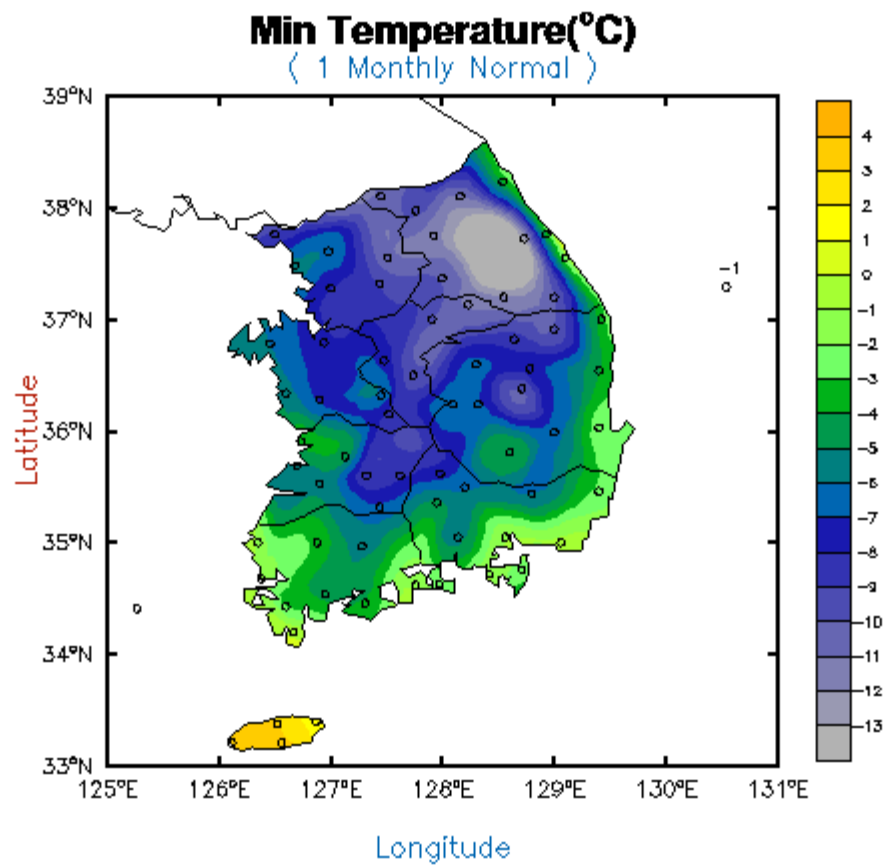 Min Temperature(°C)
( 1 Monthly Normal )
39°N
38°N
37°N
36°N
35°N
34°N
33°N
Latitude
125°E 126°E 127°E 128°E 129°E 130°E 131°E
Longitude
-1
4
3
2
1
0
-1
-2
-3
-4
-5
-6
-7
-8
-9
-10
-11
-12
-13